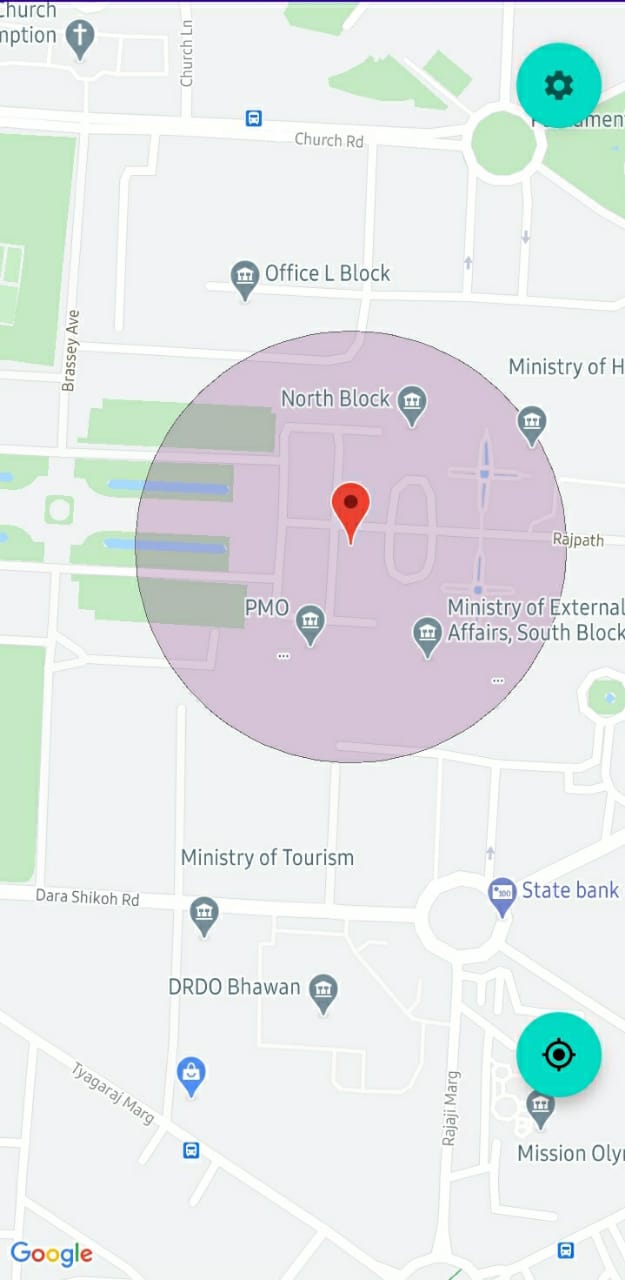 Church
mption
Church Ln
Church Rd
Office L Block
Brassey Ave
Ministry of H
North Block
Rajpath
PMO
Ministry of External
Affairs, South Block
...
...
Ministry of Tourism
Dara Shikoh Rd
100
State bank
DRDO Bhawan
Tyagaraj Marg
Rajaji Marg
Mission Oly
Google